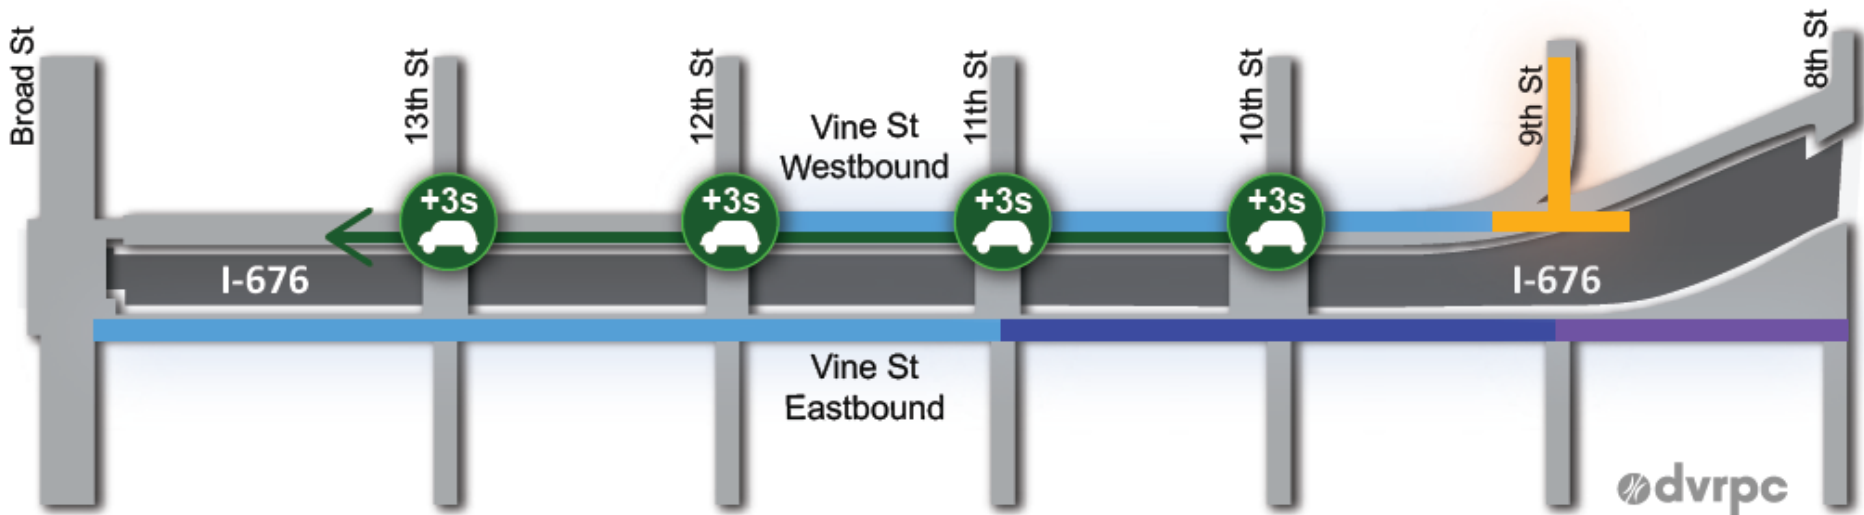 Broad St
13th St
12th St
11th St
10th St
9th St
8th St
Vine St
Westbound
+3s
+3s
+3s
+3s
I-676
I-676
Vine St
Eastbound
dvrpc